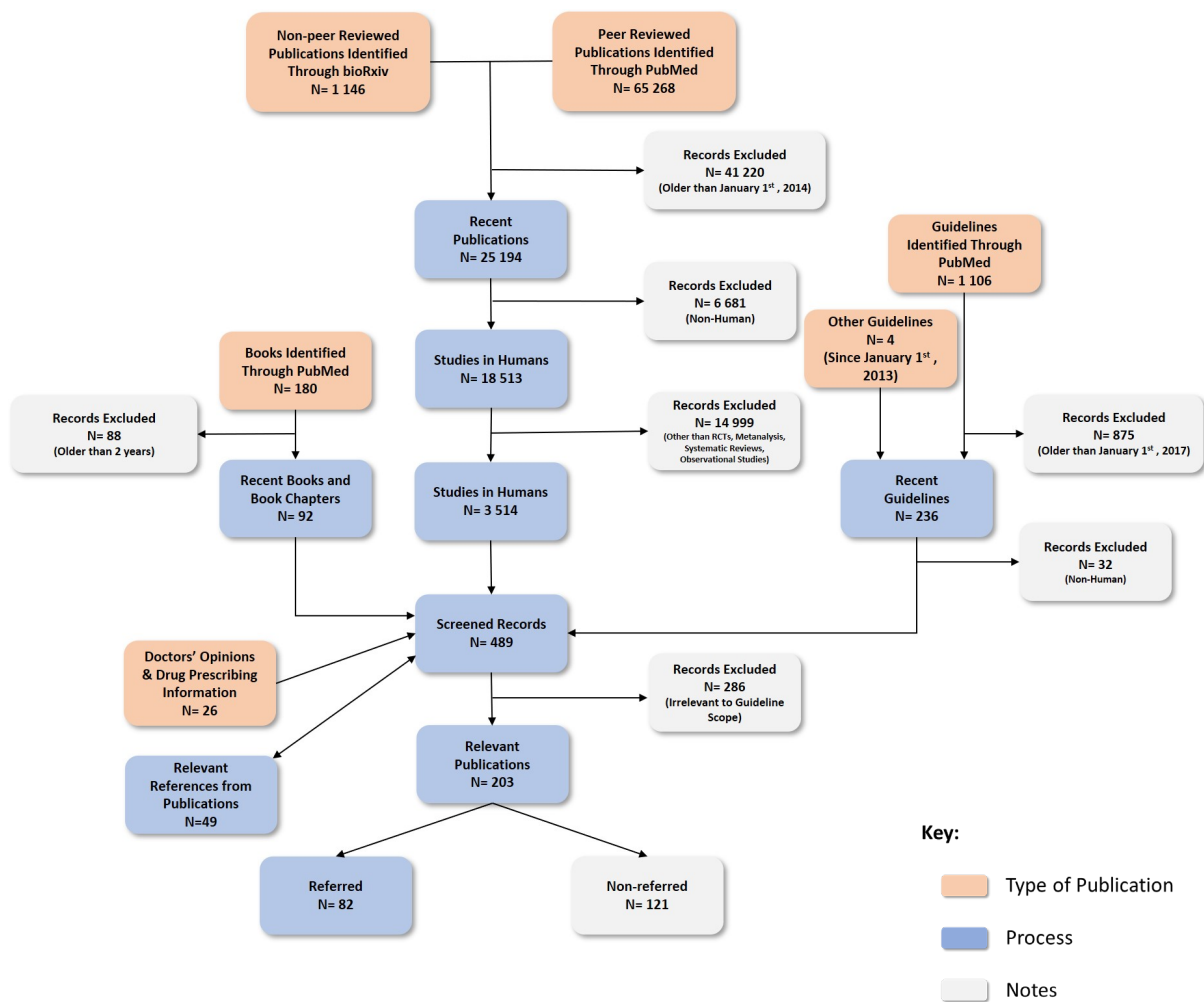 Non-peer Reviewed
Publications Identified
Through bioRxiv
N= 1 146
Peer Reviewed
Publications Identified
Through PubMed
N= 65 268
Records Excluded
N= 41 220
(Older than January 1st , 2014)
Recent
Publications
N= 25 194
Guidelines
Identified Through
PubMed
N= 1 106
Records Excluded
N= 6 681
(Non-Human)
Other Guidelines
N= 4
(Since January 1st ,
2013)
Books Identified
Through PubMed
N= 180
Studies in Humans
N= 18 513
Records Excluded
N= 88
(Older than 2 years)
Records Excluded
N= 14 999
(Other than RCTs, Metanalysis,
Systematic Reviews,
Observational Studies)
Records Excluded
N= 875
(Older than January 1st , 2017)
Recent Books and
Book Chapters
N= 92
Studies in Humans
N= 3 514
Recent
Guidelines
N= 236
Records Excluded
N= 32
(Non-Human)
Screened Records
N= 489
Doctors' Opinions
& Drug Prescribing
Information
N= 26
Records Excluded
N= 286
(Irrelevant to Guideline
Scope)
Relevant
References from
Publications
N=49
Relevant
Publications
N= 203
Referred
N= 82
Non-referred
N= 121
Key:
Type of Publication
Process
Notes